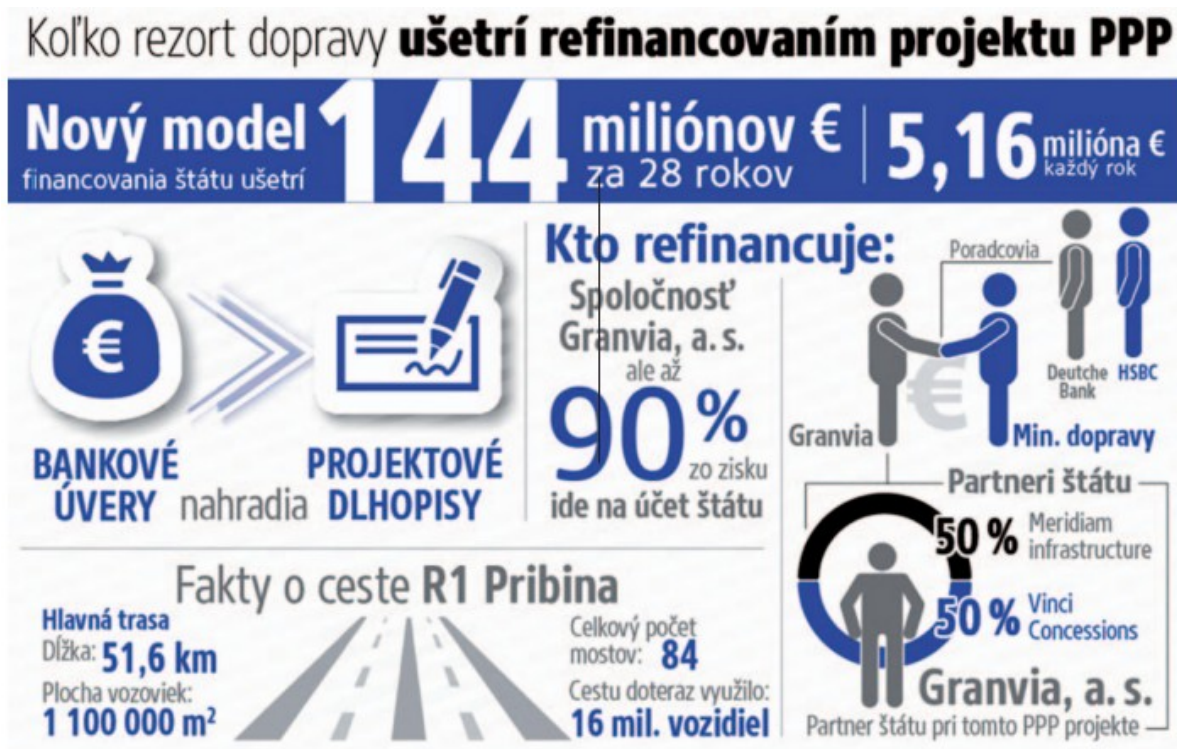 Koľko rezort dopravy ušetrí refinancovaním projektu PPP
Nový model
financovania štátu ušetrí
144
miliónov €
za 28 rokov
5,16 milióna €
každý rok
€
BANKOVÉ
ÚVERY
nahradia
PROJEKTOVÉ
DLHOPISY
Kto refinancuje:
Spoločnosť
Granvia, a. s.
ale až
90 %
zo zisku
ide na účet štátu
Poradcovia
Deutche
Bank
HSBC
€
Granvia
Min. dopravy
Partneri štátu
50 % Meridiam
infrastructure
50 % Vinci
Concessions
Granvia, a. s.
Partner štátu pri tomto PPP projekte
Fakty o ceste R1 Pribina
Hlavná trasa
Dĺžka: 51,6 km
Plocha vozoviek:
1 100 000 m²
Celkový počet
mostov: 84
Cestu doteraz využilo:
16 mil. vozidiel